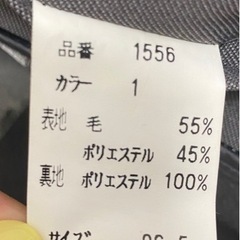 品番 1556
カラー 1
表地 毛 55%
ポリエステル 45%
裏地 ポリエステル 100%